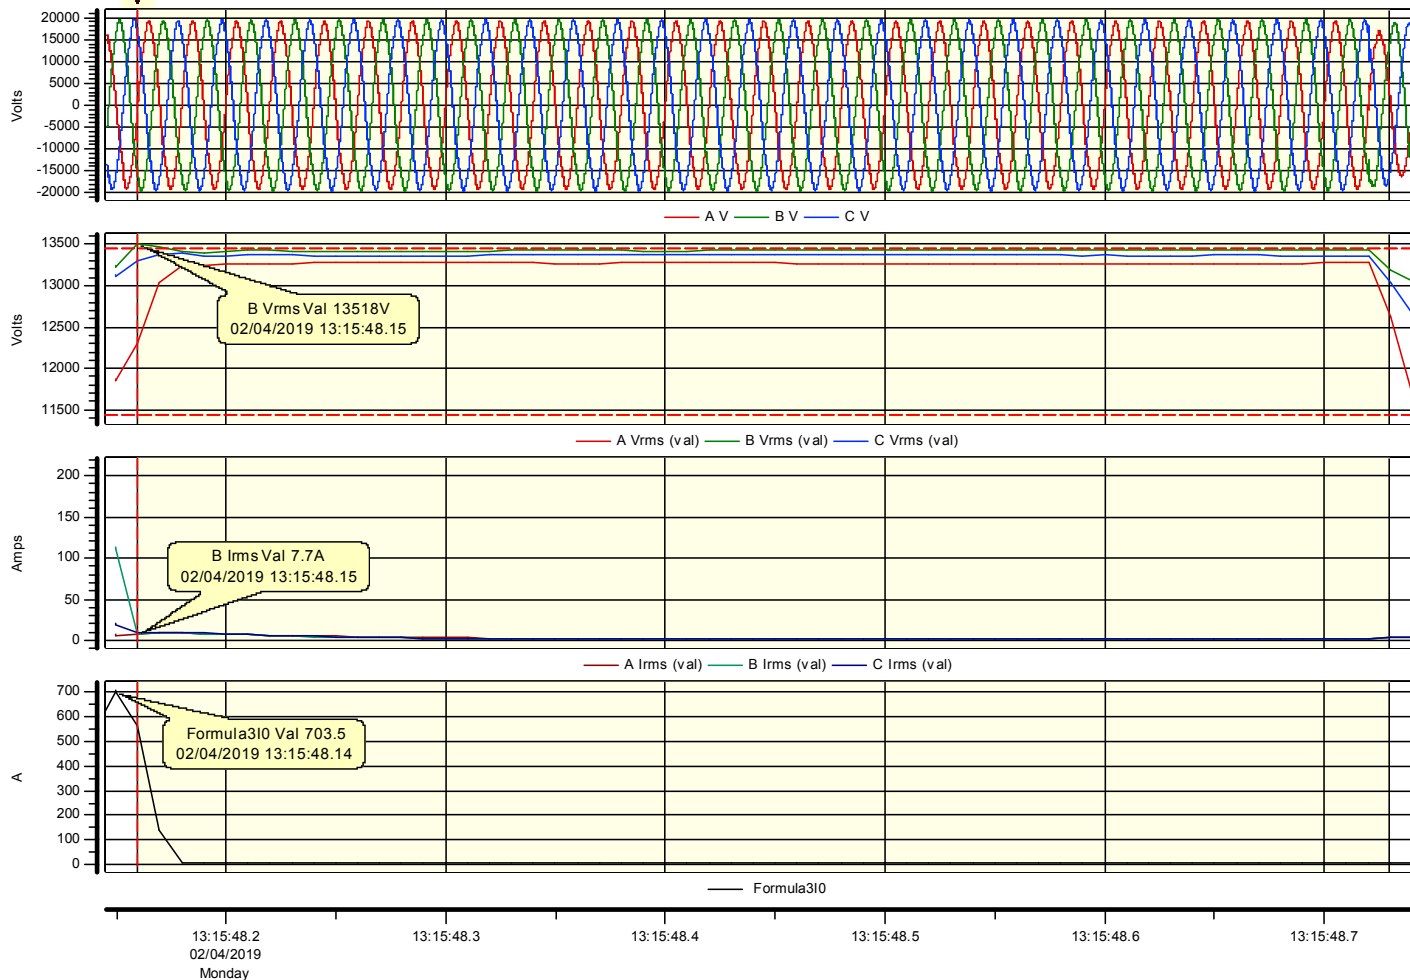 20000
15000
10000
5000
0
-5000
-10000
-15000
-20000
Volts
A V B V C V
13500
13000
12500
12000
11500
Volts
B Vrms Val 13518V
02/04/2019 13:15:48.15
A Vrms (val) B Vrms (val) C Vrms (val)
200
150
100
50
0
Amps
B Irms Val 7.7A
02/04/2019 13:15:48.15
A Irms (val) B Irms (val) C Irms (val)
700
600
500
400
300
200
100
0
A
Formula3I0 Val 703.5
02/04/2019 13:15:48.14
Formula3I0
13:15:48.2 13:15:48.3 13:15:48.4 13:15:48.5 13:15:48.6 13:15:48.7
02/04/2019
Monday